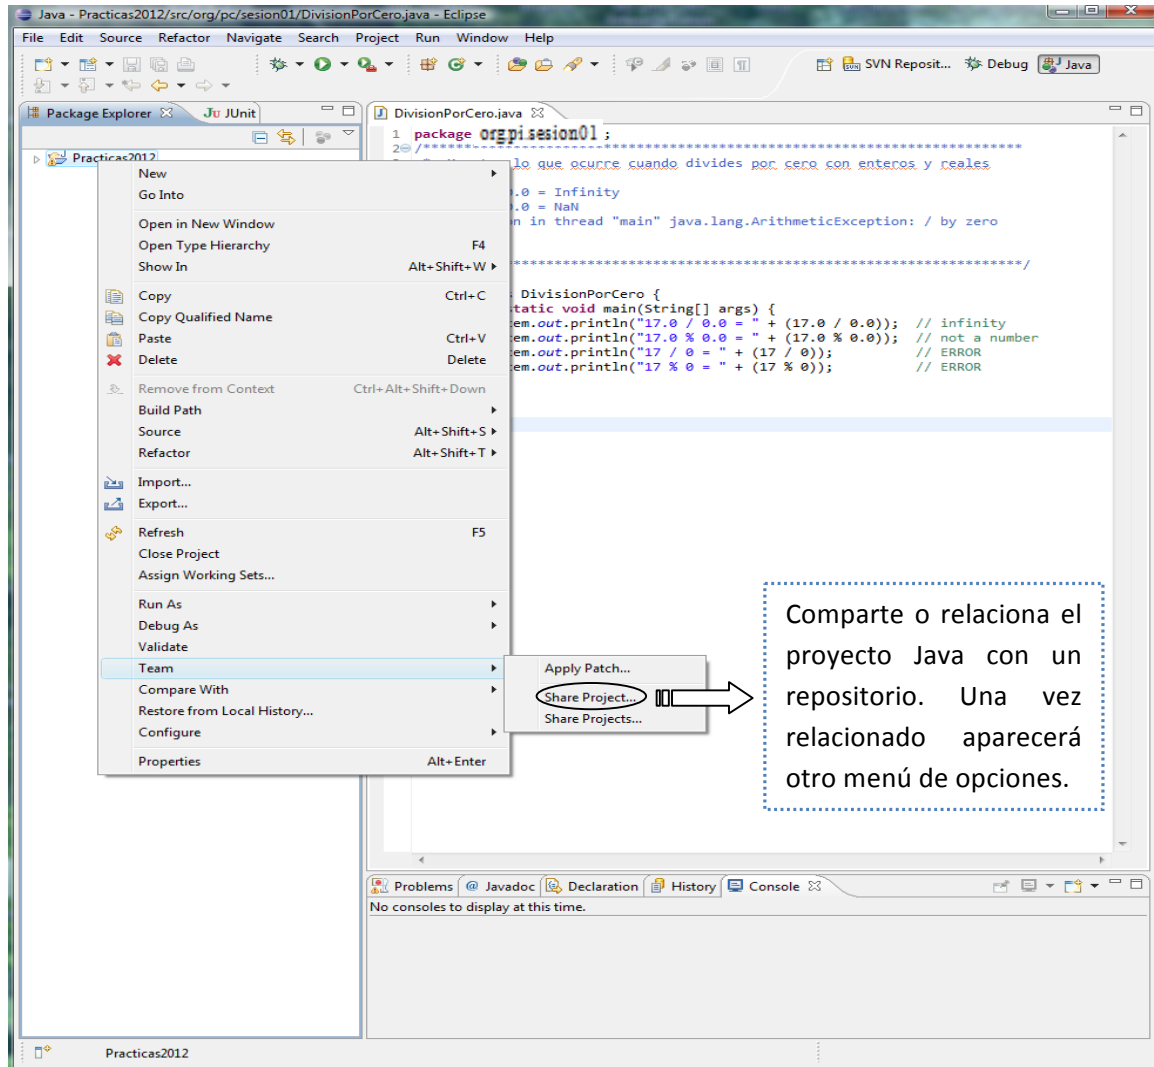 Java - Practicas2012/src/org/pc/sesion01/DivisionPorCero.java - Eclipse
File Edit Source Refactor Navigate Search Project Run Window Help
SVN Reposit... Debug Java
Package Explorer JUnit
DivisionPorCero.java
Practicas2012
1 package orgpi.sesion01 ;
2 /*****************************************************************************
lo que ocurre cuando divides por cero con enteros y reales
.0 = Infinity
.0 = NaN
n in thread "main" java.lang.ArithmeticException: / by zero
****************************************************************/
DivisionPorCero {
tatic void main(String[] args) {
em.out.println("17.0 / 0.0 = " + (17.0 / 0.0)); // infinity
em.out.println("17.0 % 0.0 = " + (17.0 % 0.0)); // not a number
em.out.println("17 / 0 = " + (17 / 0)); // ERROR
em.out.println("17 % 0 = " + (17 % 0)); // ERROR
New
Go Into
Open in New Window
Open Type Hierarchy F4
Show In Alt+Shift+W
Copy Ctrl+C
Copy Qualified Name
Paste Ctrl+V
Delete Delete
Remove from Context Ctrl+Alt+Shift+Down
Build Path
Source Alt+Shift+S
Refactor Alt+Shift+T
Import...
Export...
Refresh F5
Close Project
Assign Working Sets...
Run As
Debug As
Validate
Team
Compare With
Restore from Local History...
Configure
Properties Alt+Enter
Apply Patch...
Share Project...
Share Projects...
Comparte o relaciona el
proyecto Java con un
repositorio. Una vez
relacionado aparecerá
otro menú de opciones.
Problems @ Javadoc Declaration History Console
No consoles to display at this time.
Practicas2012